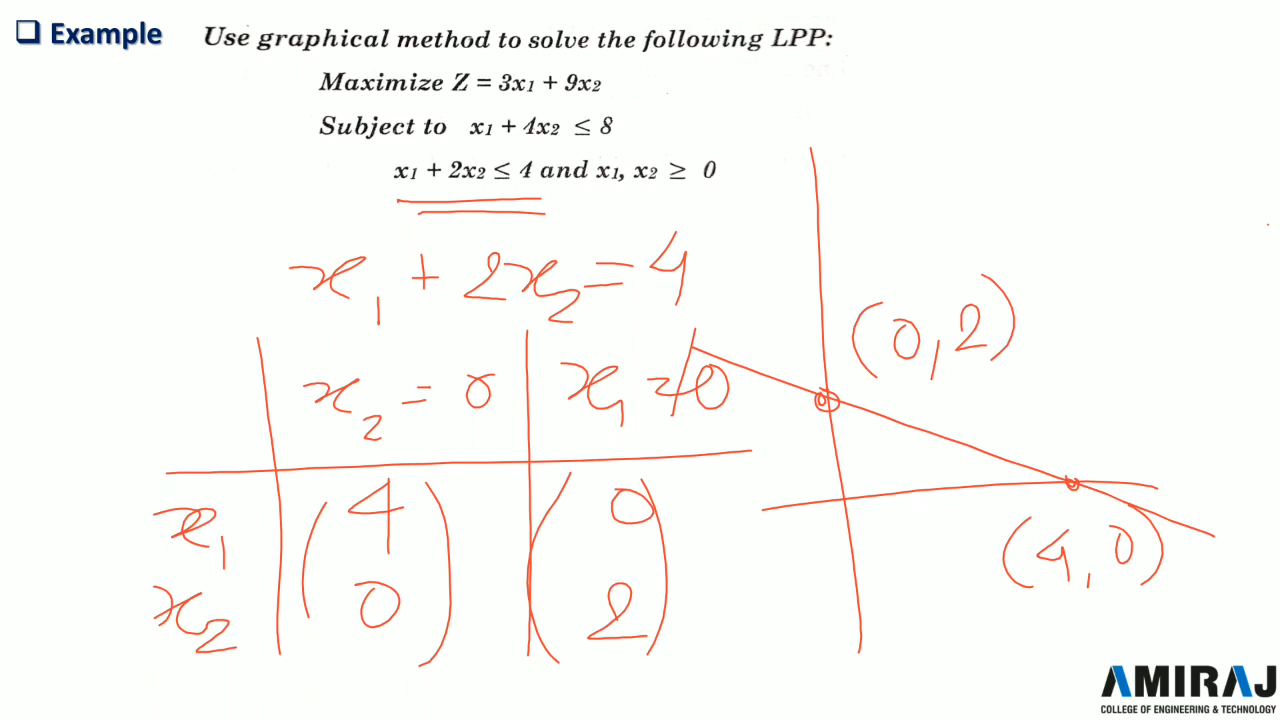 ❑ Example Use graphical method to solve the following LPP:
Maximize Z = 3x₁ + 9x₂
Subject to x₁ + 4x₂ ≤ 8
x₁ + 2x₂ ≤ 4 and x₁, x₂ ≥ 0
x₁ + 2x₂ = 4
x₂ = 0 x₁ = 0
x₁ 4 0
x₂ 0 2
(0,2)
(4,0)
AMIRAJ
COLLEGE OF ENGINEERING & TECHNOLOGY